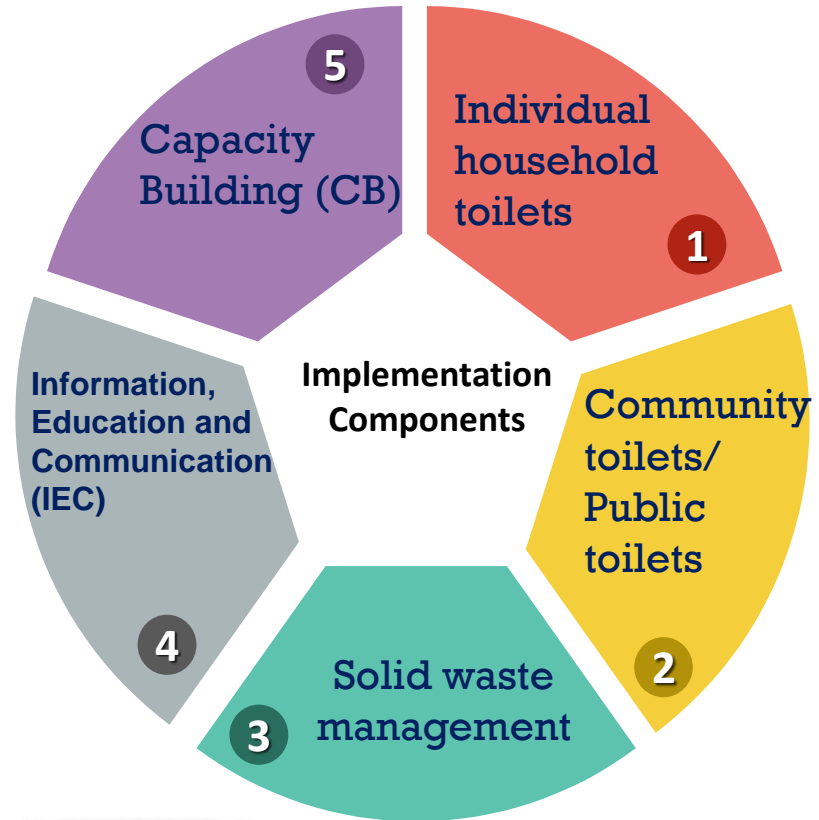 Implementation
Components
Individual
household
toilets
1
Community
toilets/
Public
toilets
2
Solid waste
management
3
Information,
Education and
Communication
(IEC)
4
5
Capacity
Building (CB)